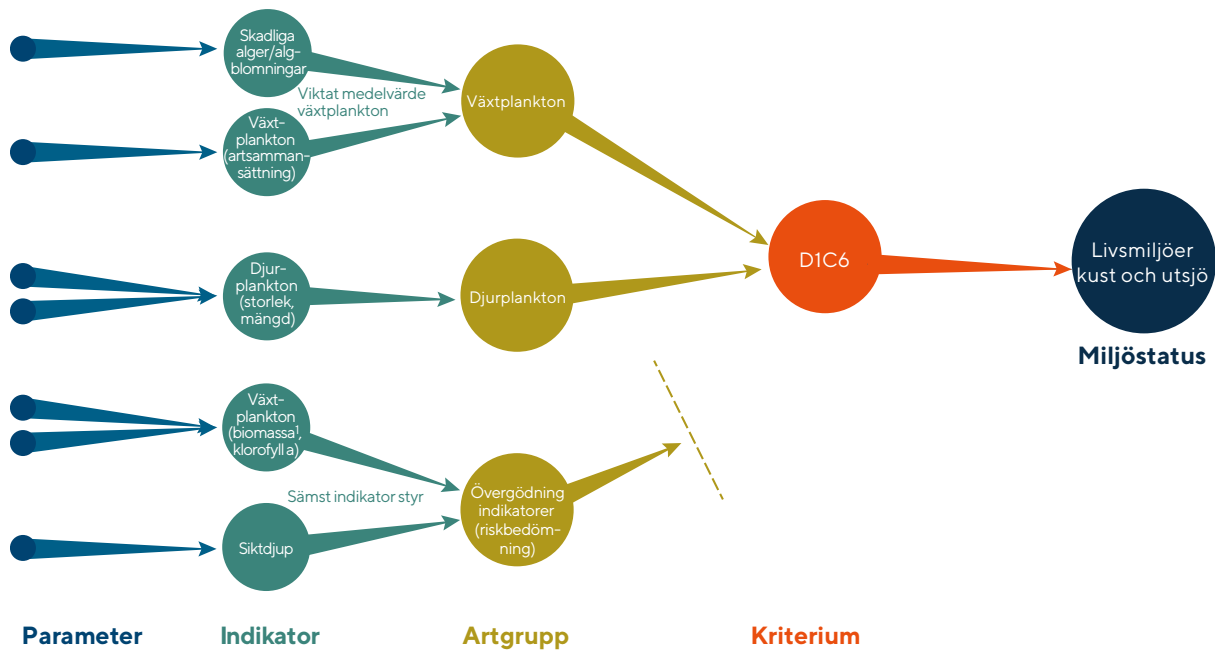 Skadliga
alger/alg-
blomningar
Viktat medelvärde
växtplankton
Växt-
plankton
(artsamman-
sättning)
Växtplankton
Djur-
plankton
(storlek,
mängd)
Djurplankton
D1C6
Livsmiljöer
kust och utsjö
Miljöstatus
Växt-
plankton
(biomassa¹,
klorofyll a)
Sämst indikator styr
Siktdjup
Övergödning
indikatorer
(riskbedöm-
ning)
Parameter
Indikator
Artgrupp
Kriterium